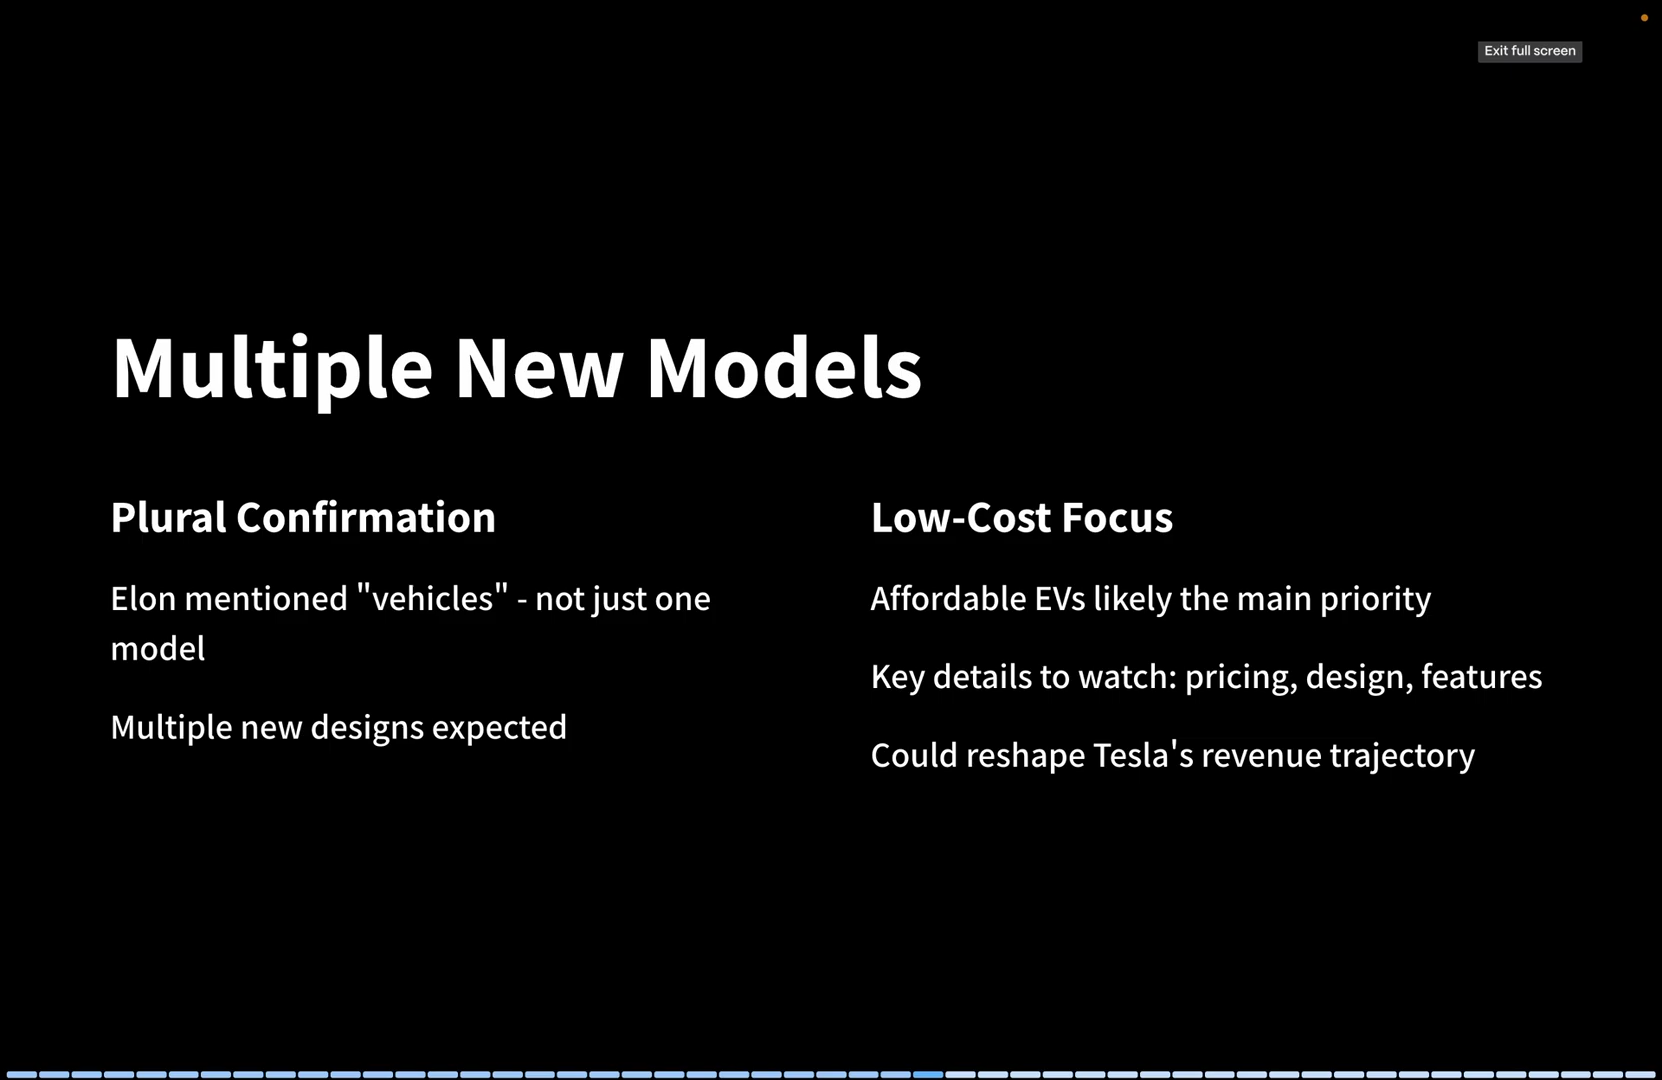 Exit full screen
Multiple New Models
Plural Confirmation
Elon mentioned "vehicles" - not just one
model
Multiple new designs expected
Low-Cost Focus
Affordable EVs likely the main priority
Key details to watch: pricing, design, features
Could reshape Tesla's revenue trajectory